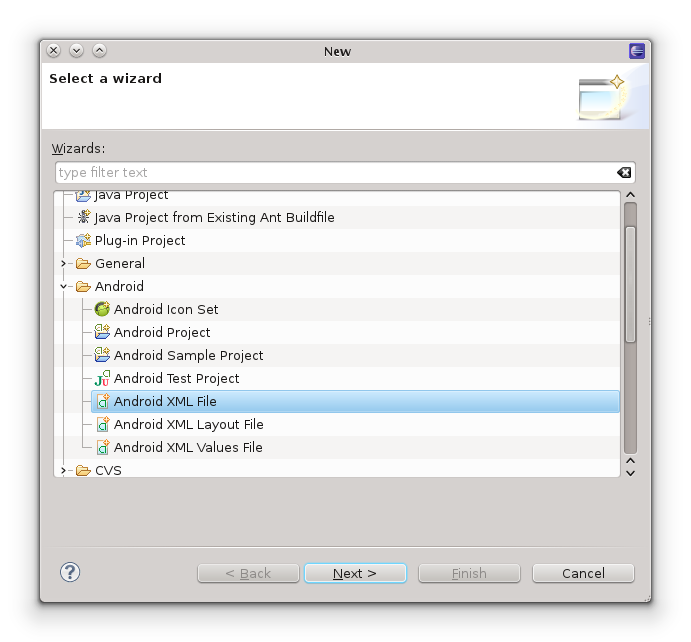 New
Select a wizard
Wizards:
type filter text
Java Project
Java Project from Existing Ant Buildfile
Plug-in Project
General
Android
Android Icon Set
Android Project
Android Sample Project
Android Test Project
Android XML File
Android XML Layout File
Android XML Values File
CVS
< Back
Next >
Finish
Cancel